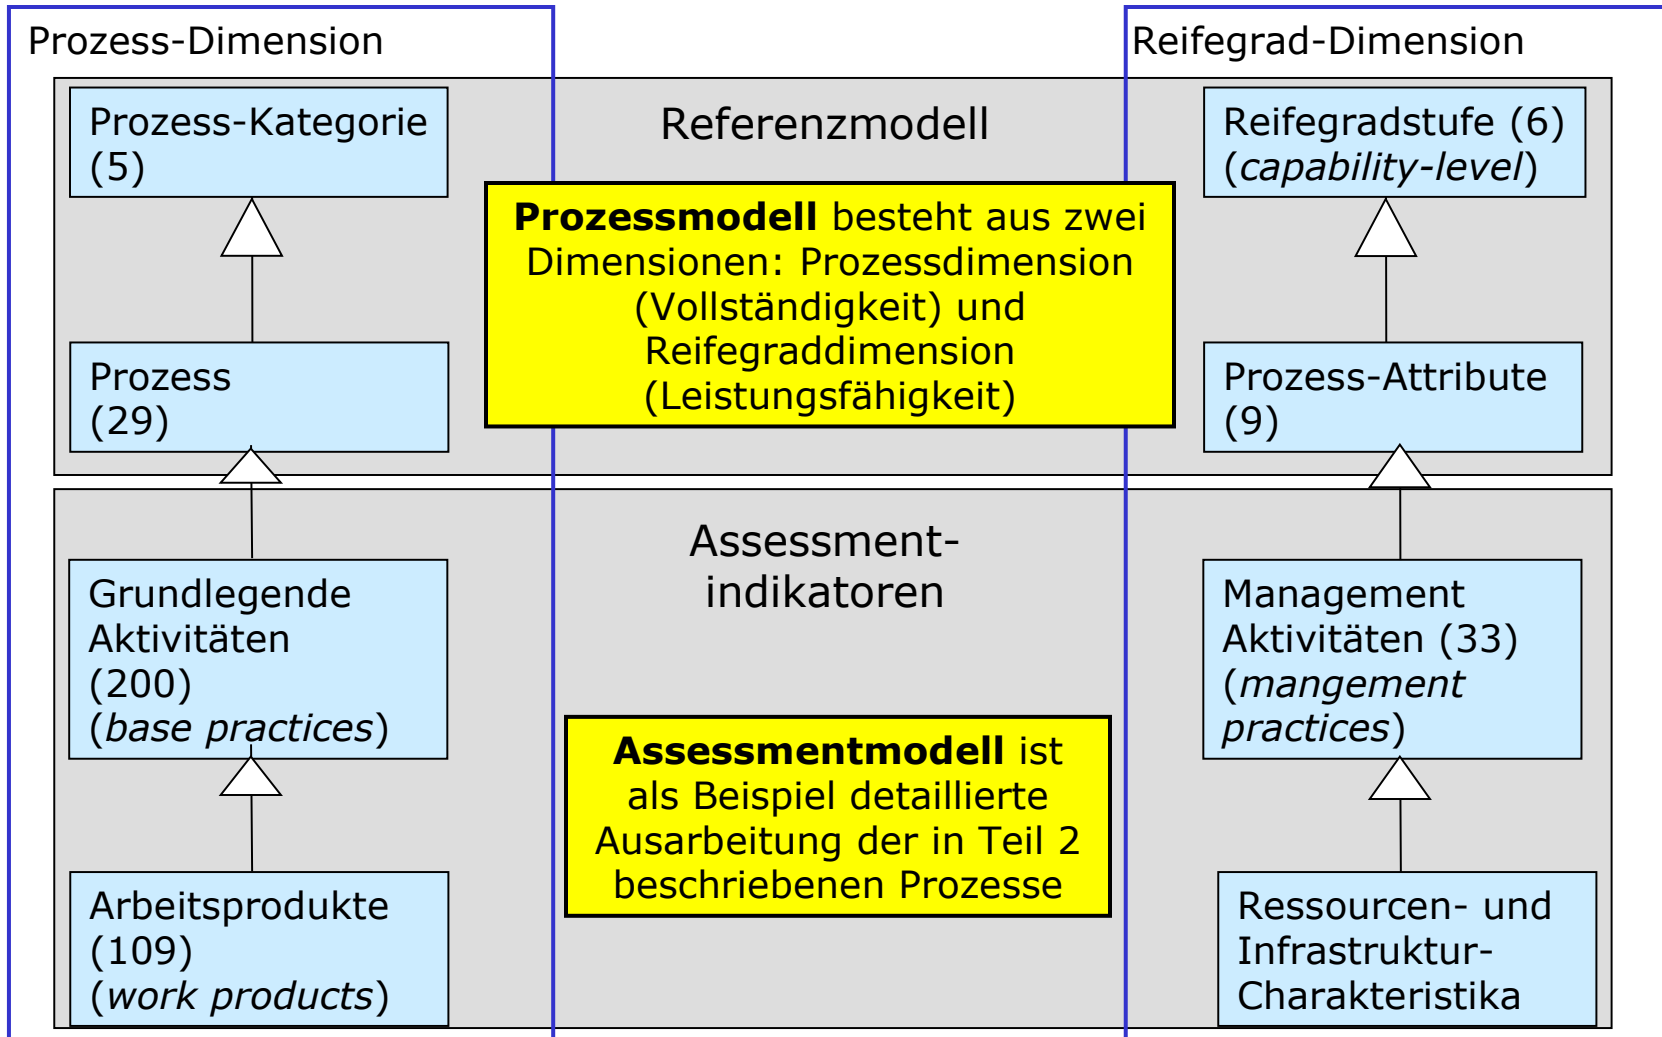 Prozess-Dimension
Reifegrad-Dimension
Prozess-Kategorie
(5)
Referenzmodell
Reifegradstufe (6)
(capability-level)
Prozessmodell besteht aus zwei
Dimensionen: Prozessdimension
(Vollständigkeit) und
Reifegraddimension
(Leistungsfähigkeit)
Prozess
(29)
Prozess-Attribute
(9)
Assessment-
indikatoren
Grundlegende
Aktivitäten
(200)
(base practices)
Management
Aktivitäten (33)
(mangement
practices)
Assessmentmodell ist
als Beispiel detaillierte
Ausarbeitung der in Teil 2
beschriebenen Prozesse
Arbeitsprodukte
(109)
(work products)
Ressourcen- und
Infrastruktur-
Charakteristika